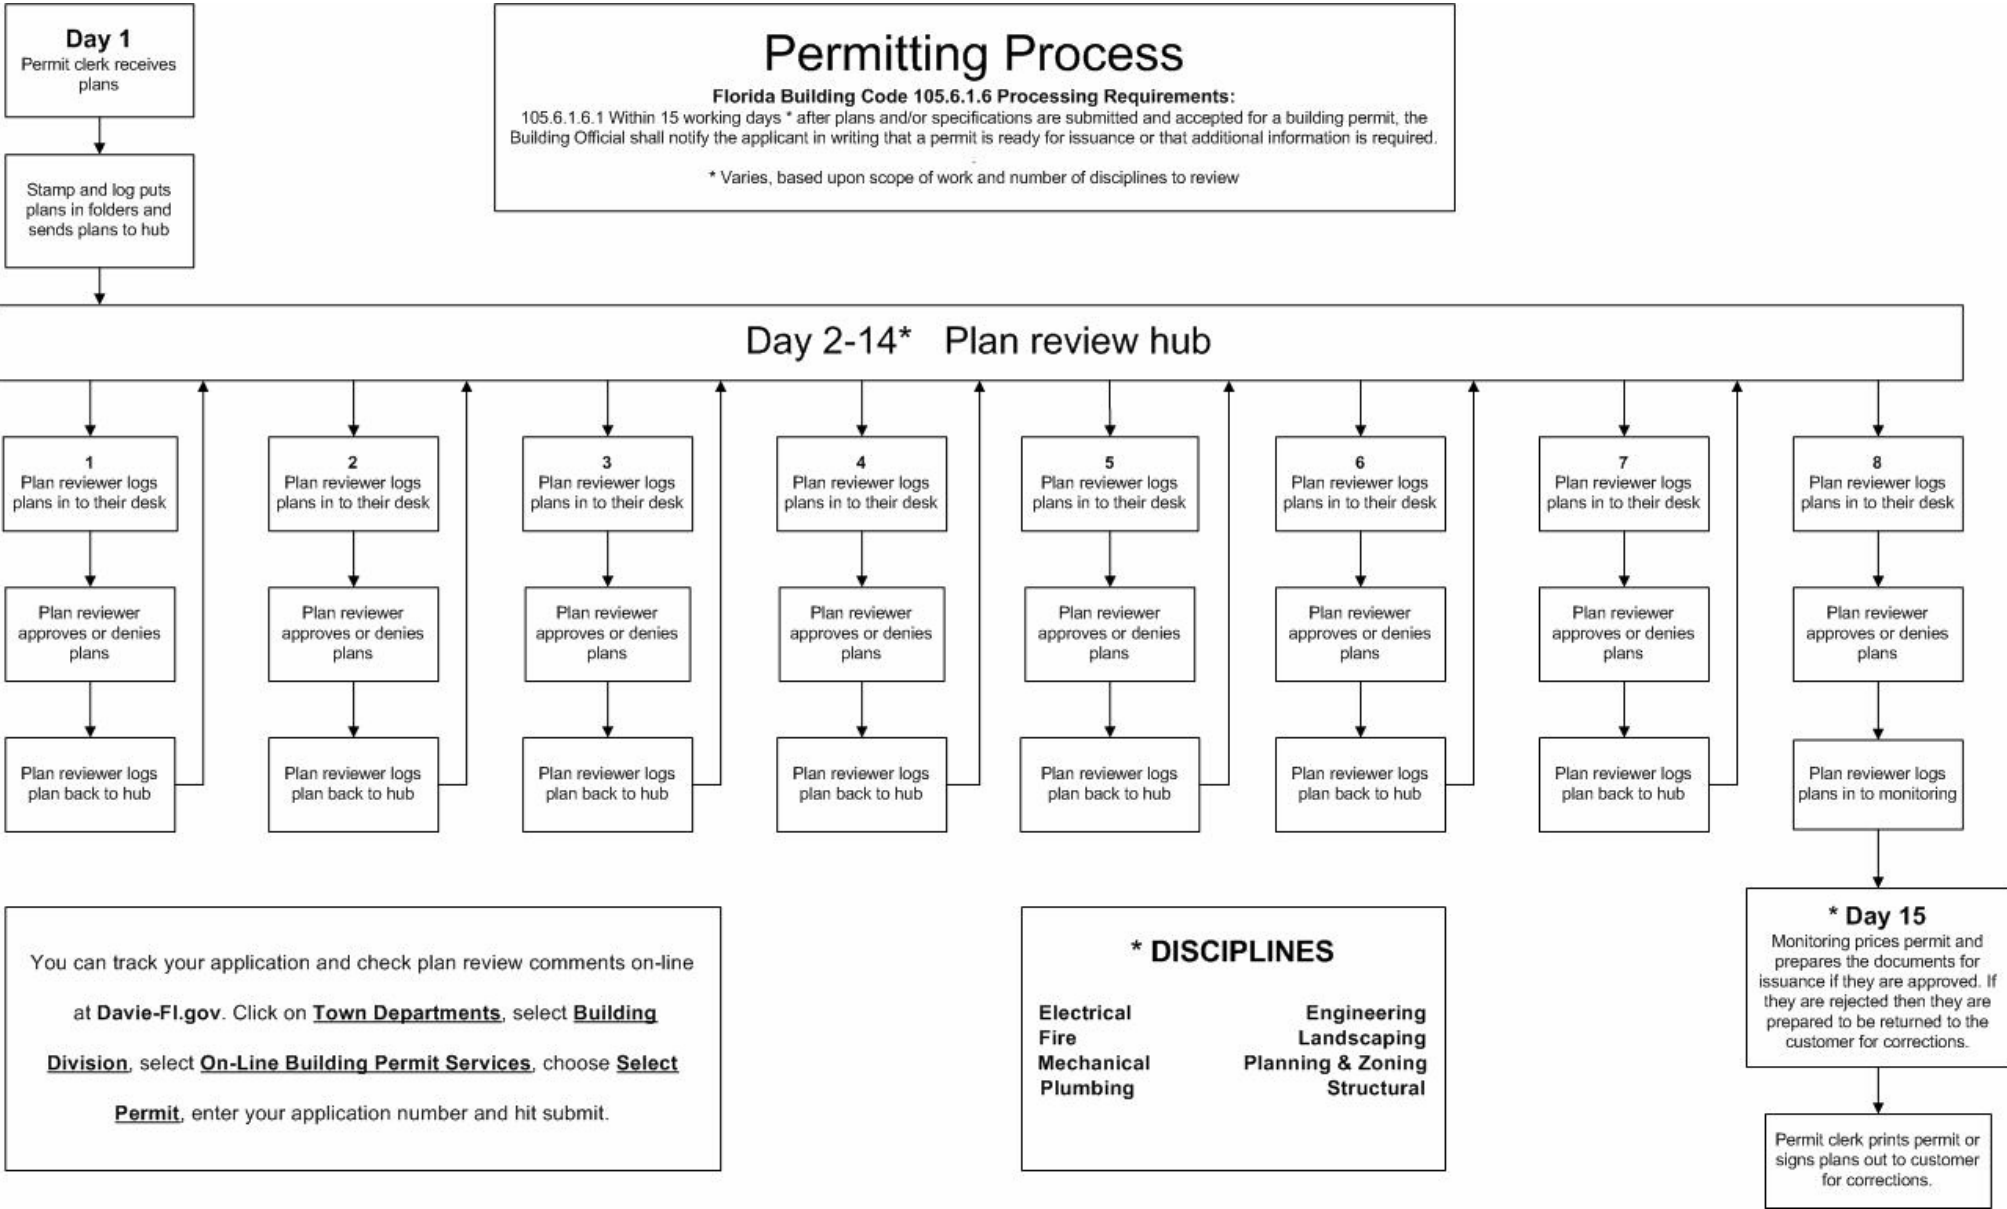 Day 1
Permit clerk receives
plans
Permitting Process
Florida Building Code 105.6.1.6 Processing Requirements:
105.6.1.6.1 Within 15 working days * after plans and/or specifications are submitted and accepted for a building permit, the
Building Official shall notify the applicant in writing that a permit is ready for issuance or that additional information is required.
* Varies, based upon scope of work and number of disciplines to review
Stamp and log puts
plans in folders and
sends plans to hub
Day 2-14* Plan review hub
1
Plan reviewer logs
plans in to their desk
Plan reviewer
approves or denies
plans
Plan reviewer logs
plan back to hub
2
Plan reviewer logs
plans in to their desk
Plan reviewer
approves or denies
plans
Plan reviewer logs
plan back to hub
3
Plan reviewer logs
plans in to their desk
Plan reviewer
approves or denies
plans
Plan reviewer logs
plan back to hub
4
Plan reviewer logs
plans in to their desk
Plan reviewer
approves or denies
plans
Plan reviewer logs
plan back to hub
5
Plan reviewer logs
plans in to their desk
Plan reviewer
approves or denies
plans
Plan reviewer logs
plan back to hub
6
Plan reviewer logs
plans in to their desk
Plan reviewer
approves or denies
plans
Plan reviewer logs
plan back to hub
7
Plan reviewer logs
plans in to their desk
Plan reviewer
approves or denies
plans
Plan reviewer logs
plan back to hub
8
Plan reviewer logs
plans in to their desk
Plan reviewer
approves or denies
plans
Plan reviewer logs
plans in to monitoring
* Day 15
Monitoring prices permit and
prepares the documents for
issuance if they are approved. If
they are rejected then they are
prepared to be returned to the
customer for corrections.
Permit clerk prints permit or
signs plans out to customer
for corrections.
You can track your application and check plan review comments on-line
at Davie-Fl.gov. Click on Town Departments, select Building
Division, select On-Line Building Permit Services, choose Select
Permit, enter your application number and hit submit.
* DISCIPLINES
Electrical Engineering
Fire Landscaping
Mechanical Planning & Zoning
Plumbing Structural